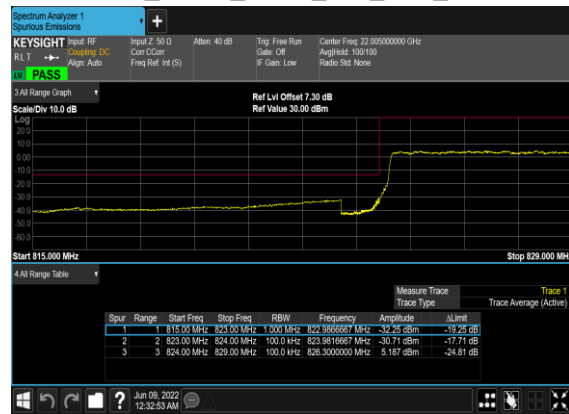 Spectrum Analyzer 1
Spurious Emissions
KEYSIGHT Input: RF Input Z: 50 Ω Atten: 40 dB Trig: Free Run Center Freq: 22.005000000 GHz
RLT Coupling: DC Corr CCorr Gate: Off Avg|Hold: 100/100
Align: Auto Freq Ref: Int (S) IF Gain: Low Radio Std: None
LW PASS
3 All Range Graph
Ref Lvl Offset 7.30 dB
Scale/Div 10.0 dB Ref Value 30.00 dBm
Log
20.0
10.0
0.00
-10.0
-20.0
-30.0
-40.0
-50.0
-60.0
Start 815.000 MHz Stop 829.000 MH
4 All Range Table
Measure Trace Trace 1
Trace Type Trace Average (Active)
Spur Range Start Freq Stop Freq RBW Frequency Amplitude ΔLimit
1 1 815.00 MHz 823.00 MHz 1.000 MHz 822.9866667 MHz -32.25 dBm -19.25 dB
2 2 823.00 MHz 824.00 MHz 100.0 kHz 823.9816667 MHz -30.71 dBm -17.71 dB
3 3 824.00 MHz 829.00 MHz 100.0 kHz 826.3000000 MHz 5.187 dBm -24.81 dB
? Jun 09, 2022
12:32:53 AM